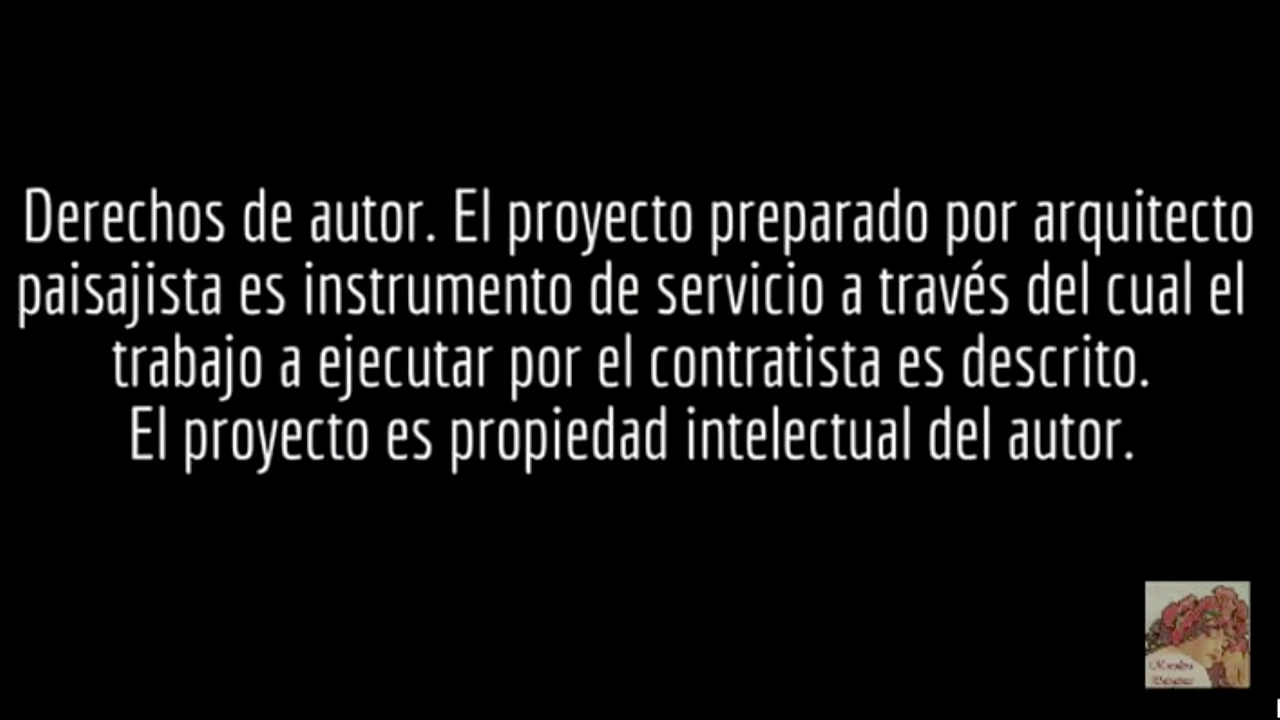 Derechos de autor. El proyecto preparado por arquitecto
paisajista es instrumento de servicio a través del cual el
trabajo a ejecutar por el contratista es descrito.
El proyecto es propiedad intelectual del autor.